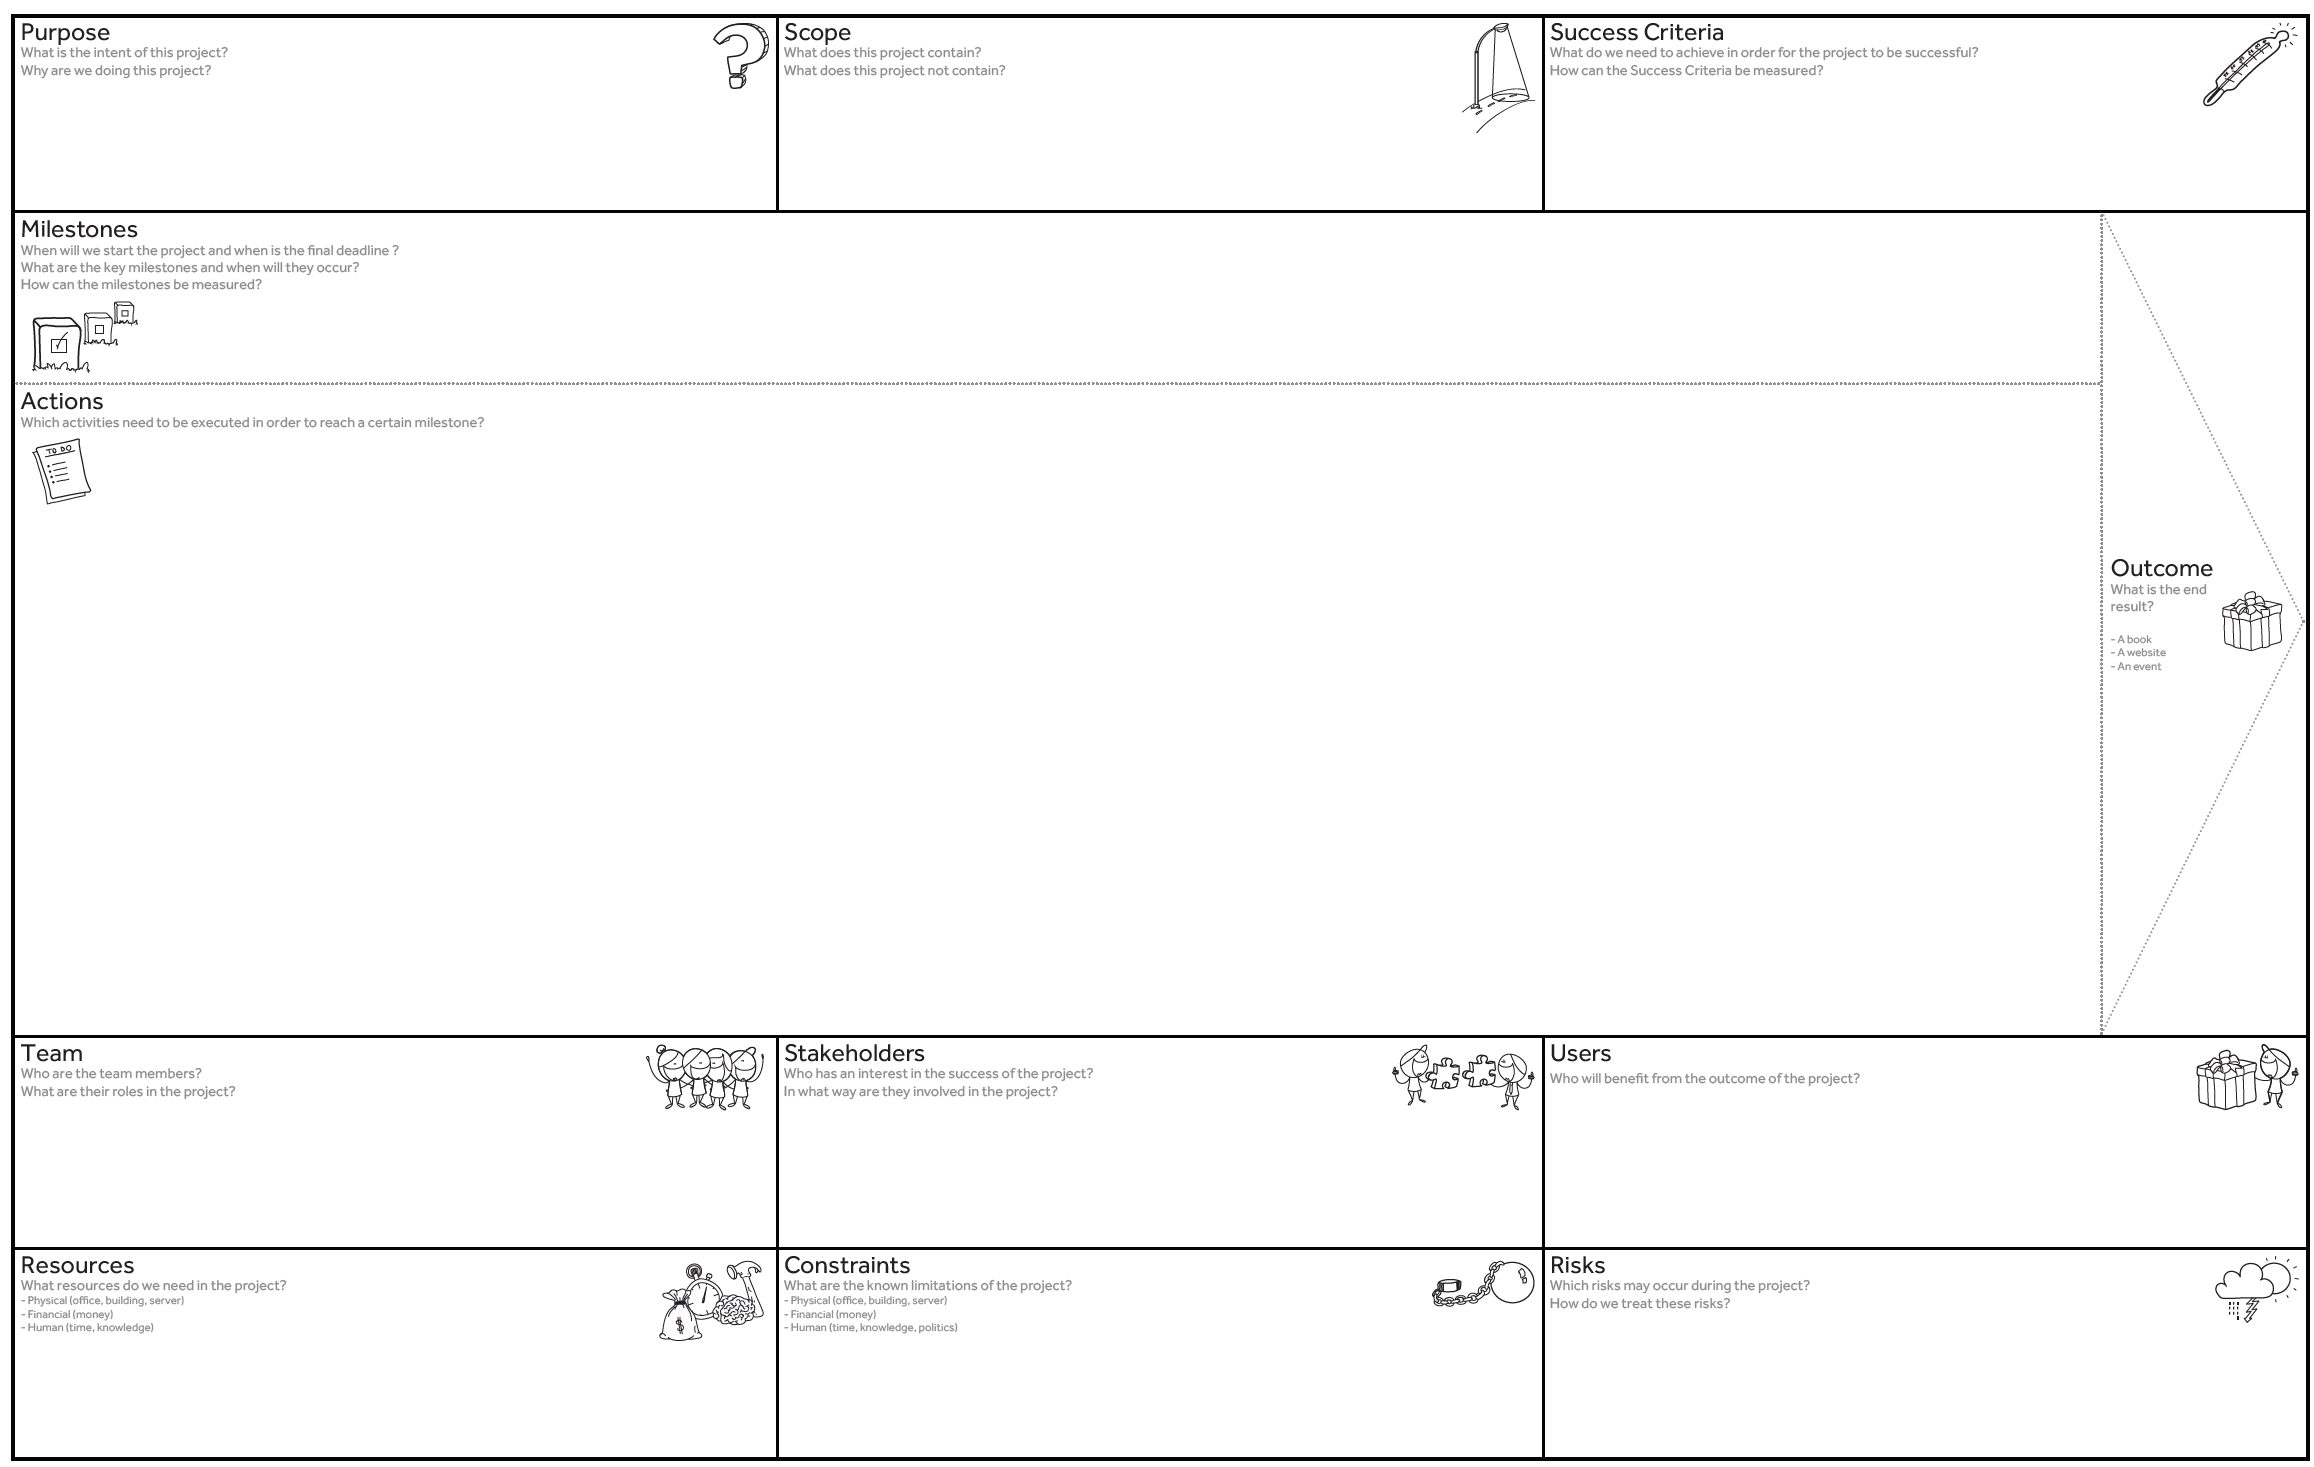 Purpose
What is the intent of this project?
Why are we doing this project?
Scope
What does this project contain?
What does this project not contain?
Success Criteria
What do we need to achieve in order for the project to be successful?
How can the Success Criteria be measured?
Milestones
When will we start the project and when is the final deadline ?
What are the key milestones and when will they occur?
How can the milestones be measured?
Actions
Which activities need to be executed in order to reach a certain milestone?
TO DO
Outcome
What is the end
result?
- A book
- A website
- An event
Team
Who are the team members?
What are their roles in the project?
Stakeholders
Who has an interest in the success of the project?
In what way are they involved in the project?
Users
Who will benefit from the outcome of the project?
Resources
What resources do we need in the project?
- Physical (office, building, server)
- Financial (money)
- Human (time, knowledge)
$
Constraints
What are the known limitations of the project?
- Physical (office, building, server)
- Financial (money)
- Human (time, knowledge, politics)
Risks
Which risks may occur during the project?
How do we treat these risks?